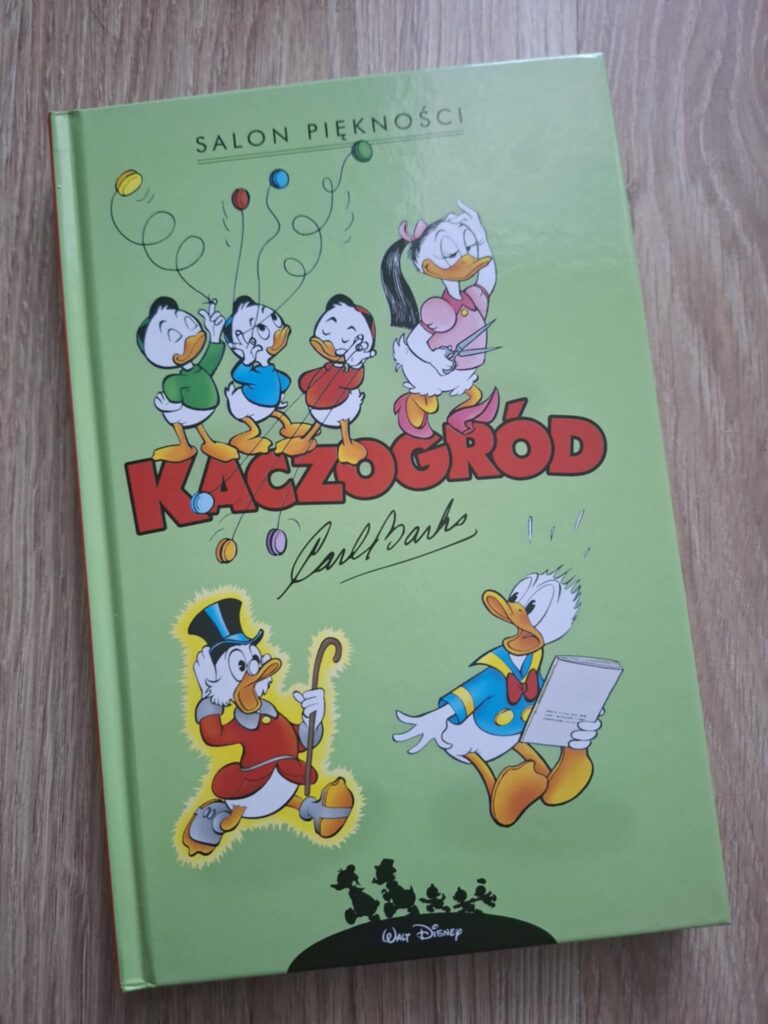 SALON PIĘKNOŚCI
KACZOGRÓD
Carl Barks
WALT DISNEY